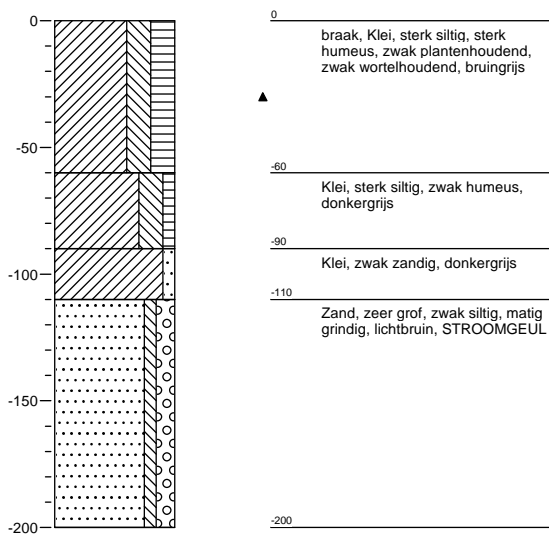 0
-50
-100
-150
-200
0
braak, Klei, sterk siltig, sterk
humeus, zwak plantenhoudend,
zwak wortelhoudend, bruingrijs
-60
Klei, sterk siltig, zwak humeus,
donkergrijs
-90
Klei, zwak zandig, donkergrijs
-110
Zand, zeer grof, zwak siltig, matig
grindig, lichtbruin, STROOMGEUL
-200